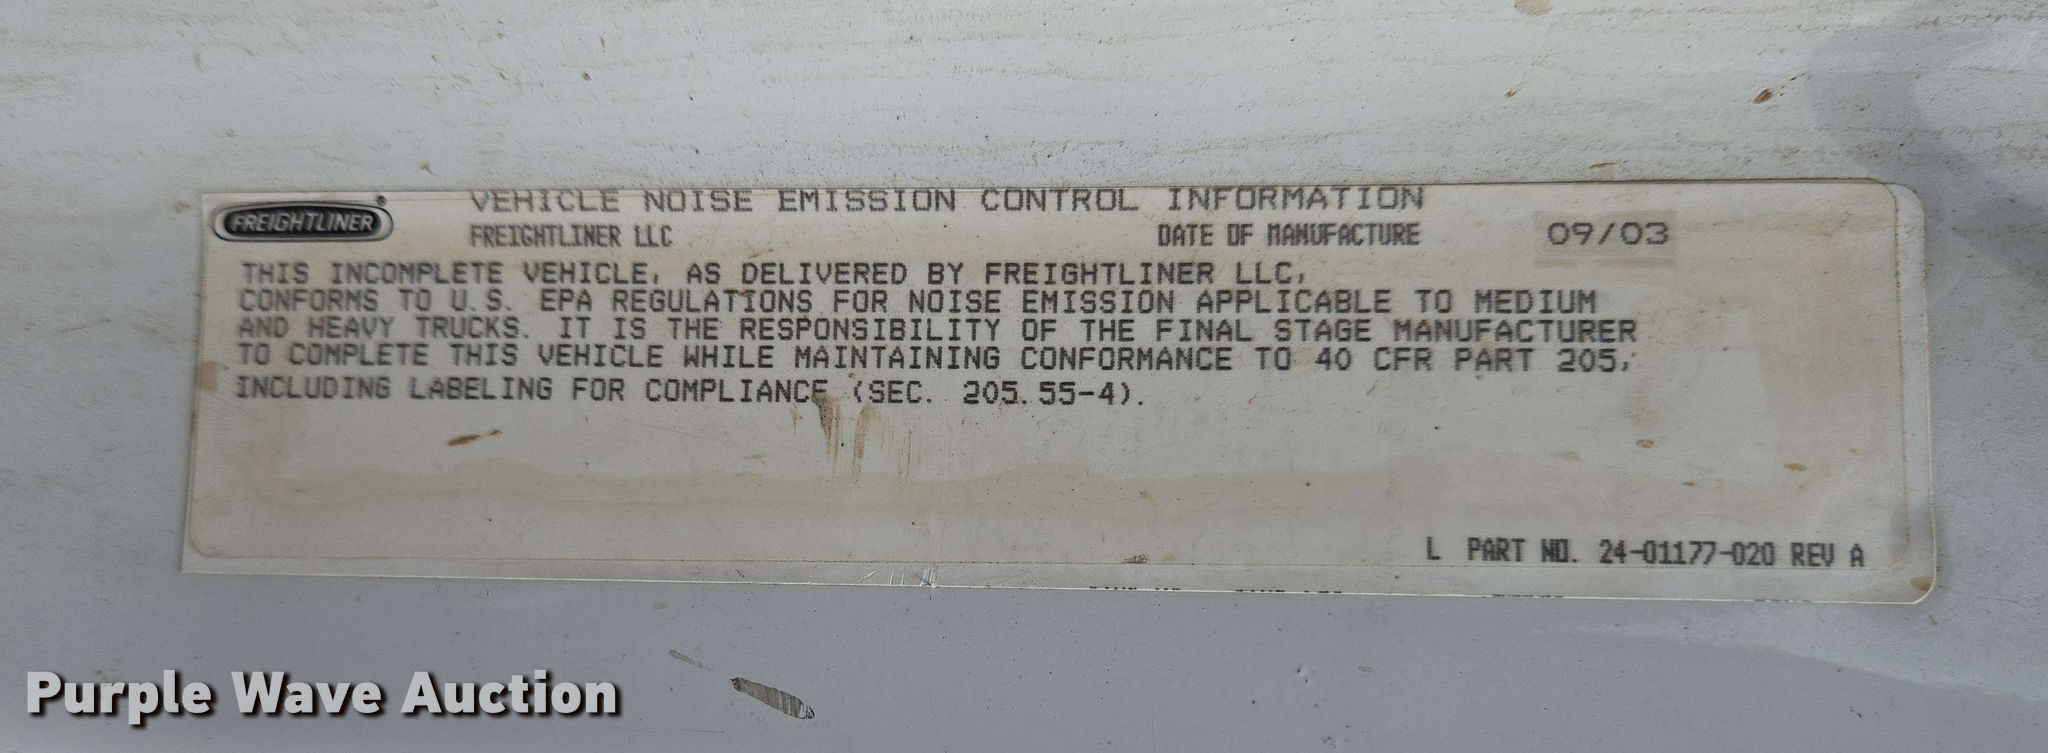 FREIGHTLINER®
VEHICLE NOISE EMISSION CONTROL INFORMATION
FREIGHTLINER LLC DATE OF MANUFACTURE 09/03
THIS INCOMPLETE VEHICLE, AS DELIVERED BY FREIGHTLINER LLC,
CONFORMS TO U.S. EPA REGULATIONS FOR NOISE EMISSION APPLICABLE TO MEDIUM
AND HEAVY TRUCKS. IT IS THE RESPONSIBILITY OF THE FINAL STAGE MANUFACTURER
TO COMPLETE THIS VEHICLE WHILE MAINTAINING CONFORMANCE TO 40 CFR PART 205,
INCLUDING LABELING FOR COMPLIANCE (SEC. 205.55-4).
L PART NO. 24-01177-020 REV A
Purple Wave Auction